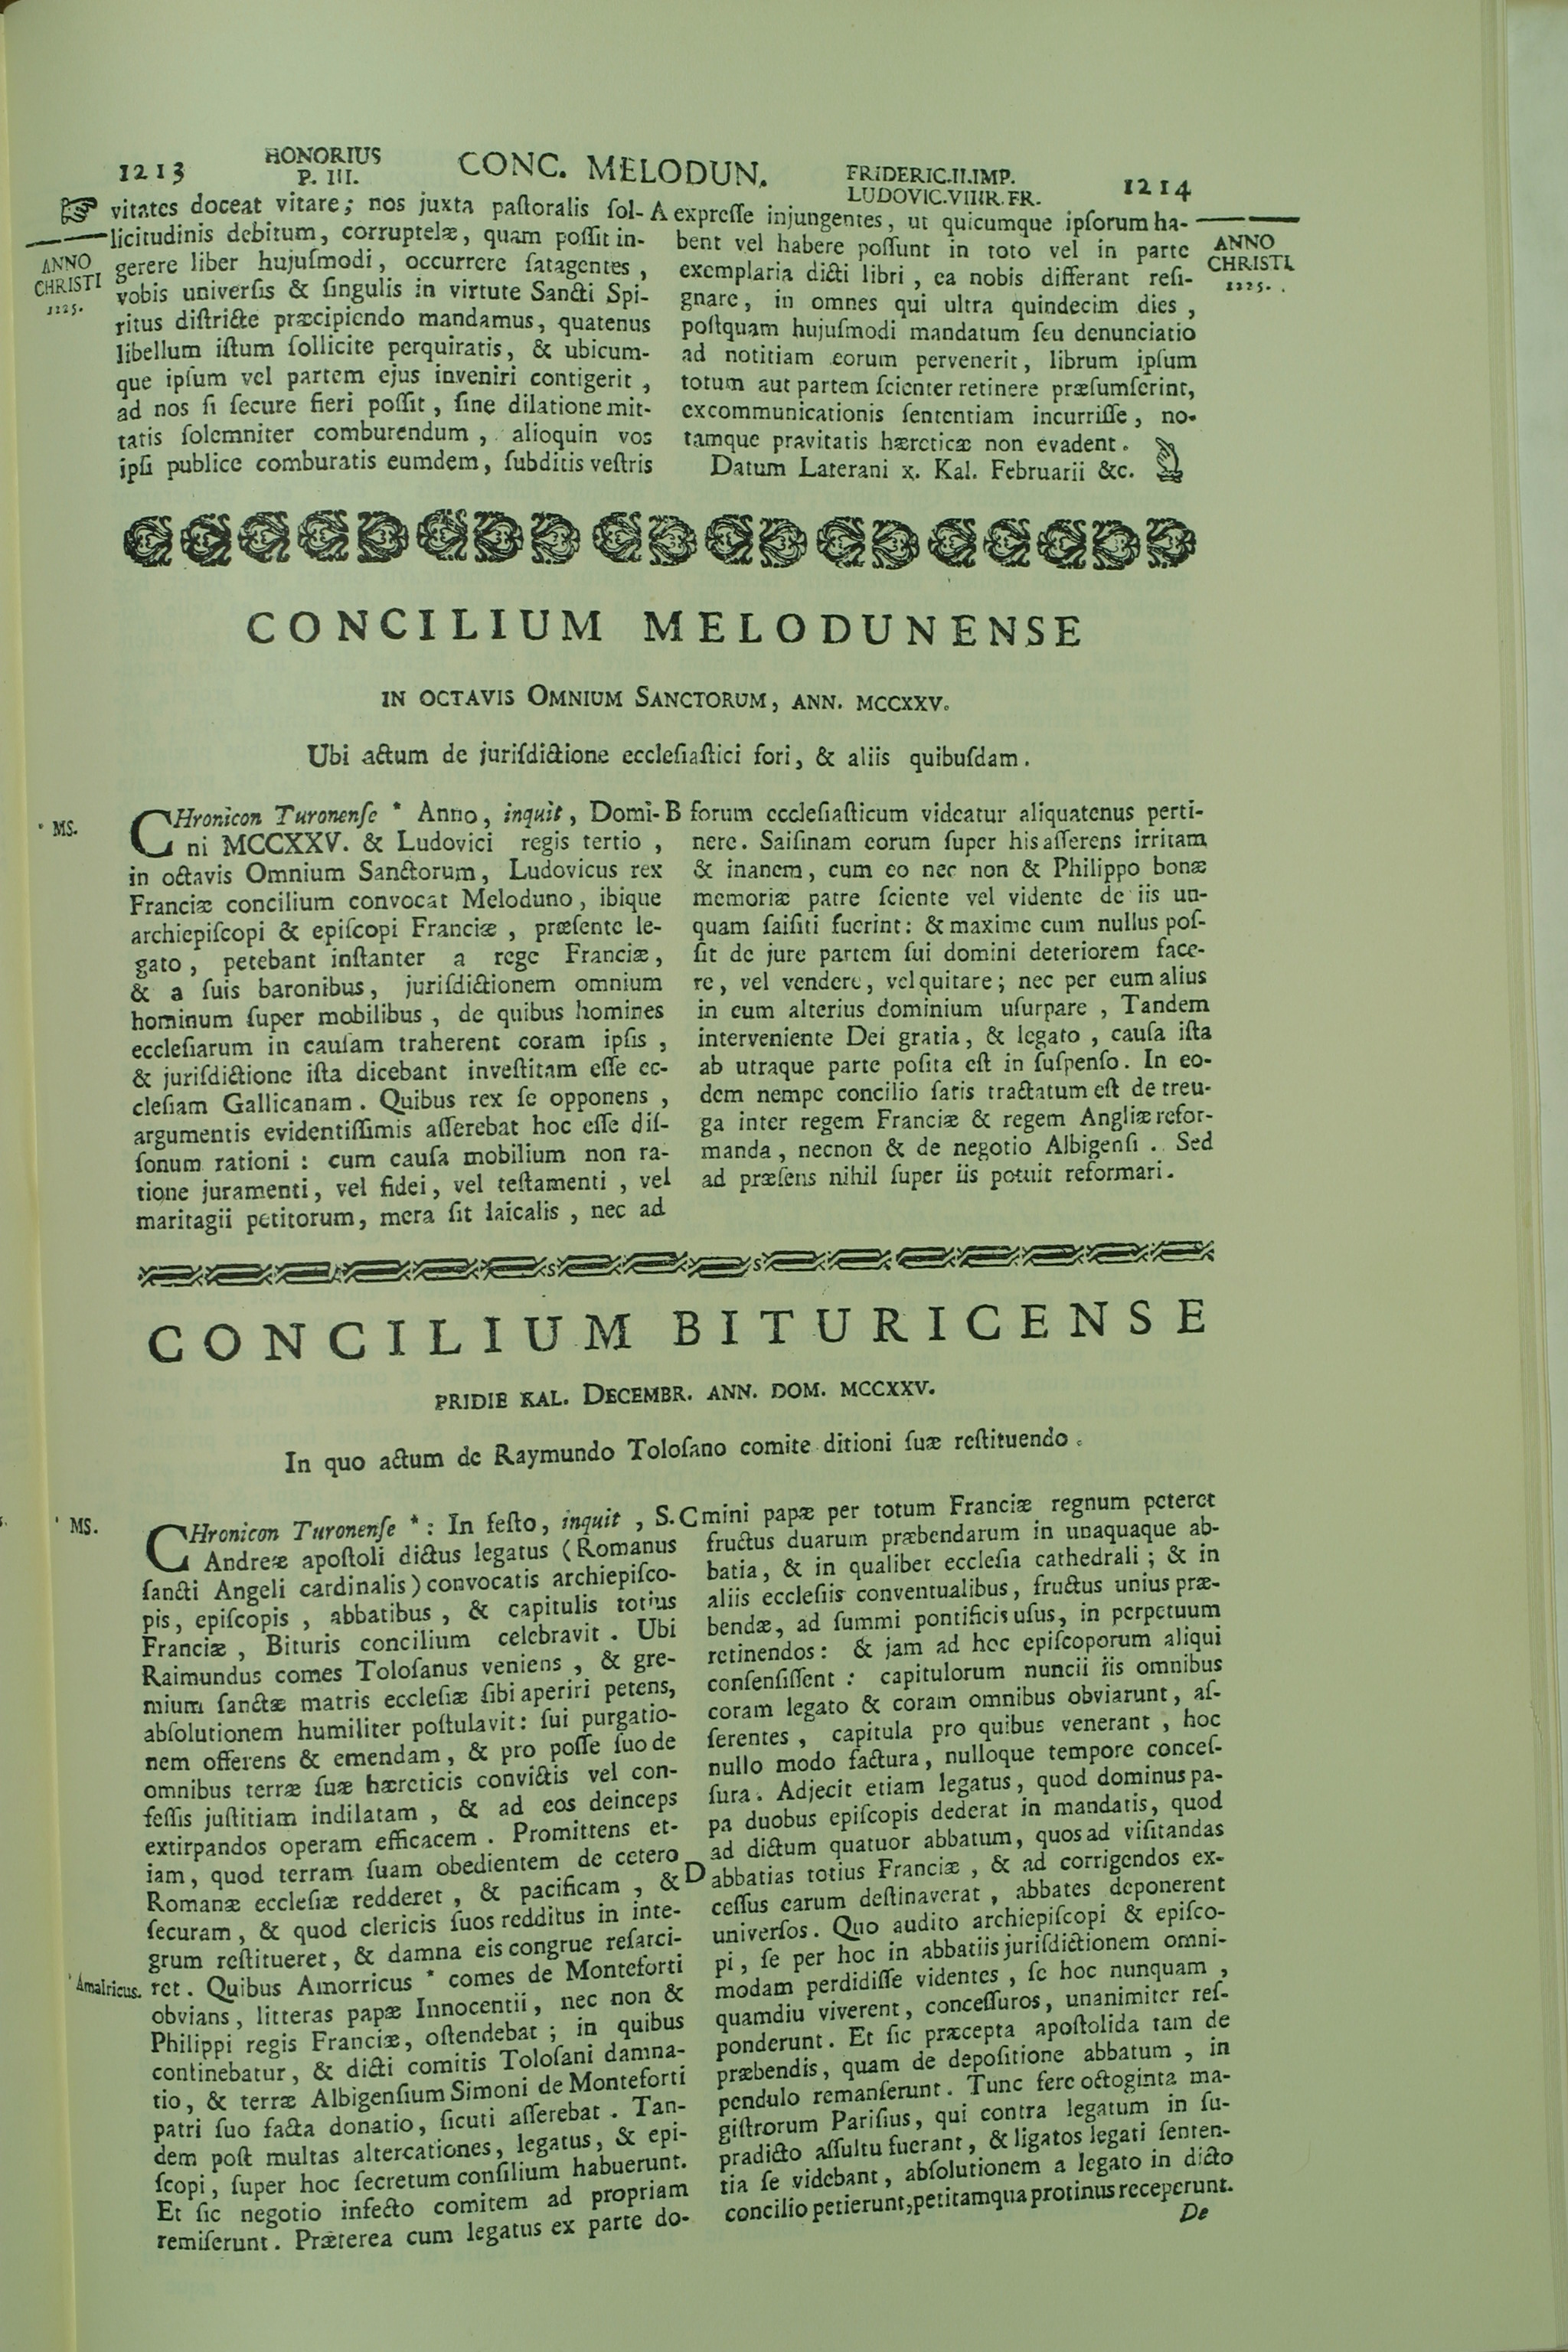 1213
HONORIUS
P. III.
CONC. MELODUN.
FRIDERIC.II.IMP.
LUDOVIC.VIIIR.FR.
1214
ANNO
CHRISTI
1225.
vitates doceat vitare; nos juxta paſtoralis ſol-
licitudinis debitum, corruptelæ, quam poſſit in-
gerere liber hujuſmodi, occurrere ſatagentes,
vobis univerſis & ſingulis in virtute Sancti Spi-
ritus diſtricte præcipiendo mandamus, quatenus
libellum iſtum ſollicite perquiratis, & ubicum-
que ipſum vel partem ejus inveniri contigerit,
ad nos ſi ſecure fieri poſſit, ſine dilatione mit-
tatis ſolemniter comburendum, alioquin vos
ipſi publice comburatis eumdem, ſubditis veſtris
A expreſſe injungentes, ut quicumque ipſorum ha-
bent vel habere poſſunt in toto vel in parte
exemplaria dicti libri, ea nobis differant reſi-
gnare, in omnes qui ultra quindecim dies,
poſtquam hujuſmodi mandatum ſeu denunciatio
ad notitiam eorum pervenerit, librum ipſum
totum aut partem ſcienter retinere præſumſerint,
excommunicationis ſententiam incurriſſe, no-
tamque pravitatis hæreticæ non evadent.
Datum Laterani x. Kal. Februarii &c.
ANNO
CHRISTI
1225.
CONCILIUM MELODUNENSE
IN OCTAVIS OMNIUM SANCTORUM, ANN. MCCXXV.
Ubi actum de juriſdictione eccleſiaſtici fori, & aliis quibuſdam.
* MS.
CHronicon Turonenſe * Anno, inquit, Domi-
ni MCCXXV. & Ludovici regis tertio,
in octavis Omnium Sanctorum, Ludovicus rex
Franciæ concilium convocat Meloduno, ibique
archiepiſcopi & epiſcopi Franciæ, præſente le-
gato, petebant inſtanter a rege Franciæ,
& a ſuis baronibus, juriſdictionem omnium
hominum ſuper mobilibus, de quibus homines
eccleſiarum in cauſam traherent coram ipſis,
& juriſdictione iſta dicebant inveſtitam eſſe ec-
cleſiam Gallicanam. Quibus rex ſe opponens,
argumentis evidentiſſimis aſſerebat hoc eſſe diſ-
ſonum rationi: cum cauſa mobilium non ra-
tione juramenti, vel fidei, vel teſtamenti, vel
maritagii petitorum, mera ſit laicalis, nec ad
B forum eccleſiaſticum videatur aliquatenus perti-
nere. Saiſinam eorum ſuper his aſſerens irritam
& inanem, cum eo nec non & Philippo bonæ
memoriæ patre ſciente vel vidente de iis un-
quam ſaiſiti fuerint: & maxime cum nullus poſ-
ſit de jure partem ſui domini deteriorem face-
re, vel vendere, vel quitare; nec per eum alius
in eum alterius dominium uſurpare, Tandem
interveniente Dei gratia, & legato, cauſa iſta
ab utraque parte poſita eſt in ſuſpenſo. In eo-
dem nempe concilio ſatis tractatum eſt de treu-
ga inter regem Franciæ & regem Angliæ refor-
manda, necnon & de negotio Albigenſi. Sed
ad præſens nihil ſuper iis potuit reformari.
CONCILIUM BITURICENSE
PRIDIE KAL. DECEMBR. ANN. DOM. MCCXXV.
In quo actum de Raymundo Toloſano comite ditioni ſuæ reſtituendo.
* MS.
CHronicon Turonenſe *: In feſto, inquit, S.
Andreæ apoſtoli dictus legatus (Romanus
ſancti Angeli cardinalis) convocatis archiepiſco-
pis, epiſcopis, abbatibus, & capitulis totius
Franciæ, Bituris concilium celebravit. Ubi
Raimundus comes Toloſanus veniens, & gre-
mium ſanctæ matris eccleſiæ ſibi aperiri petens,
abſolutionem humiliter poſtulavit: ſui purgatio-
nem offerens & emendam, & pro poſſe ſuo de
omnibus terræ ſuæ hæreticis convictis vel con-
feſſis juſtitiam indilatam, & ad eos deinceps
extirpandos operam efficacem. Promittens et-
iam, quod terram ſuam obedientem de cetero
Romanæ eccleſiæ redderet, & pacificam, &
ſecuram, & quod clericis ſuos redditus in inte-
grum reſtitueret, & damna eis congrue reſarci-
ret. Quibus Amorricus * comes de Monteforti
* Amalricus.
obvians, litteras papæ Innocentii, nec non &
Philippi regis Franciæ, oſtendebat; in quibus
continebatur, & dicti comitis Toloſani damna-
tio, & terræ Albigenſium Simoni de Monteforti
patri ſuo facta donatio, ſicuti aſſerebat. Tan-
dem poſt multas altercationes, legatus, & epi-
ſcopi, ſuper hoc ſecretum conſilium habuerunt.
Et ſic negotio infecto comitem ad propriam
remiſerunt. Præterea cum legatus ex parte do-
C mini papæ per totum Franciæ regnum peteret
fructus duarum præbendarum in unaquaque ab-
batia, & in qualibet eccleſia cathedrali; & in
aliis eccleſiis conventualibus, fructus unius præ-
bendæ, ad ſummi pontificis uſus, in perpetuum
retinendos: & jam ad hoc epiſcoporum aliqui
conſenſiſſent: capitulorum nuncii iis omnibus
coram legato & coram omnibus obviarunt, aſ-
ſerentes, capitula pro quibus venerant, hoc
nullo modo factura, nulloque tempore conceſ-
ſura. Adjecit etiam legatus, quod dominus pa-
pa duobus epiſcopis dederat in mandatis, quod
ad dictum quatuor abbatum, quos ad viſitandas
D abbatias totius Franciæ, & ad corrigendos ex-
ceſſus earum deſtinaverat, abbates deponerent
univerſos. Quo audito archiepiſcopi & epiſco-
pi, ſe per hoc in abbatiis juriſdictionem omni-
modam perdidiſſe videntes, ſe hoc nunquam,
quamdiu viverent, conceſſuros, unanimiter reſ-
ponderunt. Et ſic præcepta apoſtolida tam de
præbendis, quam de depoſitione abbatum, in
pendulo remanſerunt. Tunc fere octoginta ma-
giſtrorum Pariſius, qui contra legatum in ſu-
pradicto aſſultu fuerant, & ligatos legati ſenten-
tia ſe videbant, abſolutionem a legato in dicto
concilio petierunt, petitamqua protinus receperunt.
De